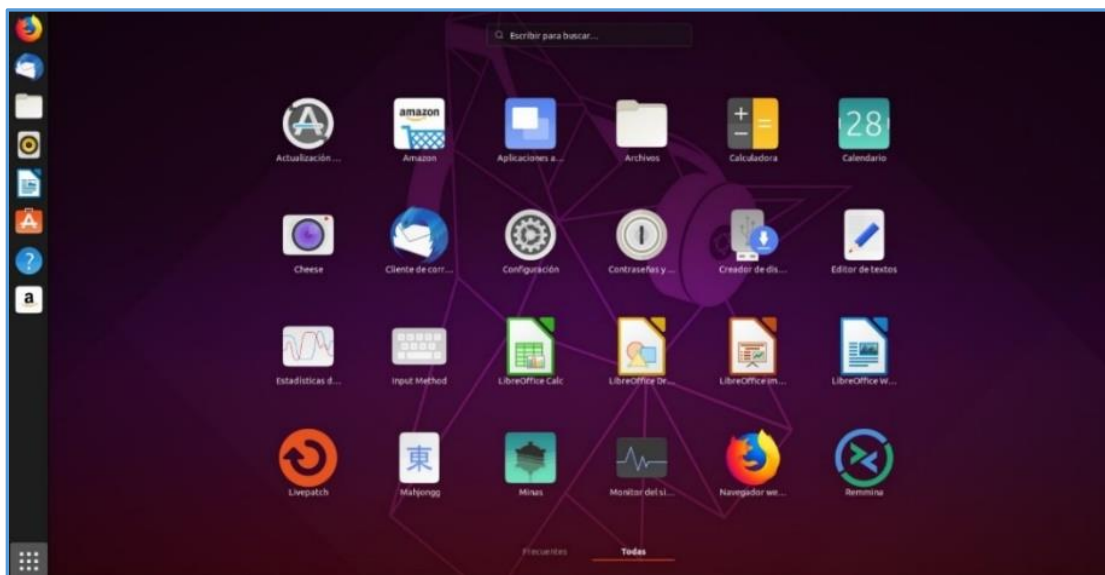 Escribir para buscar...
Actualización ...
amazon
Amazon
Aplicaciones a...
Archivos
Calculadora
28
Calendario
Cheese
Cliente de corr...
Configuración
Contraseñas y ...
Creador de dis...
Editor de textos
Estadísticas d...
Input Method
LibreOffice Calc
LibreOffice Dr...
LibreOffice Im...
LibreOffice W...
Livepatch
東
Mahjongg
Minas
Monitor del si...
Navegador we...
Remmina
Frecuentes
Todas